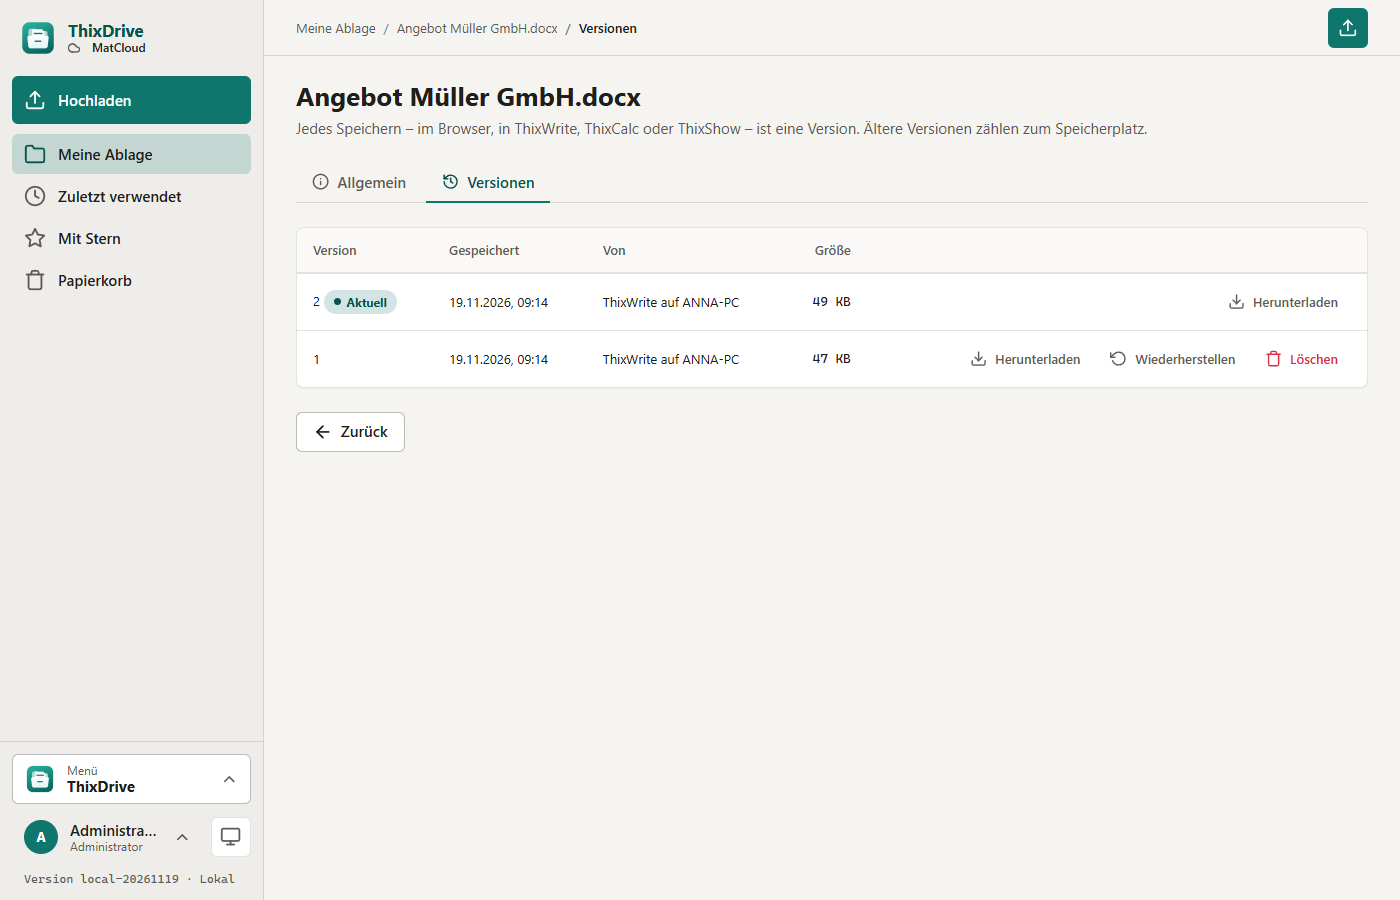 ThixDrive
MatCloud
Hochladen
Meine Ablage
Zuletzt verwendet
Mit Stern
Papierkorb
Menü
ThixDrive
A
Administra...
Administrator
Version local-20261119 · Lokal
Meine Ablage / Angebot Müller GmbH.docx / Versionen
Angebot Müller GmbH.docx
Jedes Speichern – im Browser, in ThixWrite, ThixCalc oder ThixShow – ist eine Version. Ältere Versionen zählen zum Speicherplatz.
Allgemein Versionen
Version Gespeichert Von Größe
2 Aktuell 19.11.2026, 09:14 ThixWrite auf ANNA-PC 49 KB Herunterladen
1 19.11.2026, 09:14 ThixWrite auf ANNA-PC 47 KB Herunterladen Wiederherstellen Löschen
Zurück